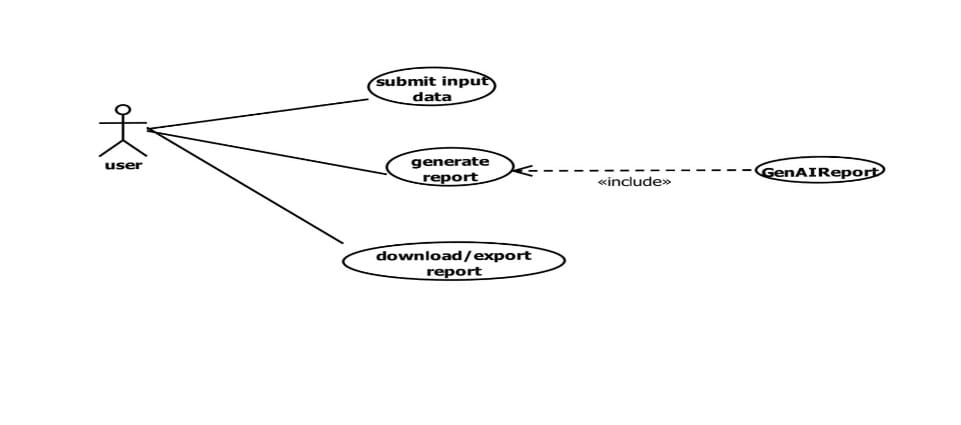 submit input
data
user
generate
report
«include»
GenAIReport
download/export
report